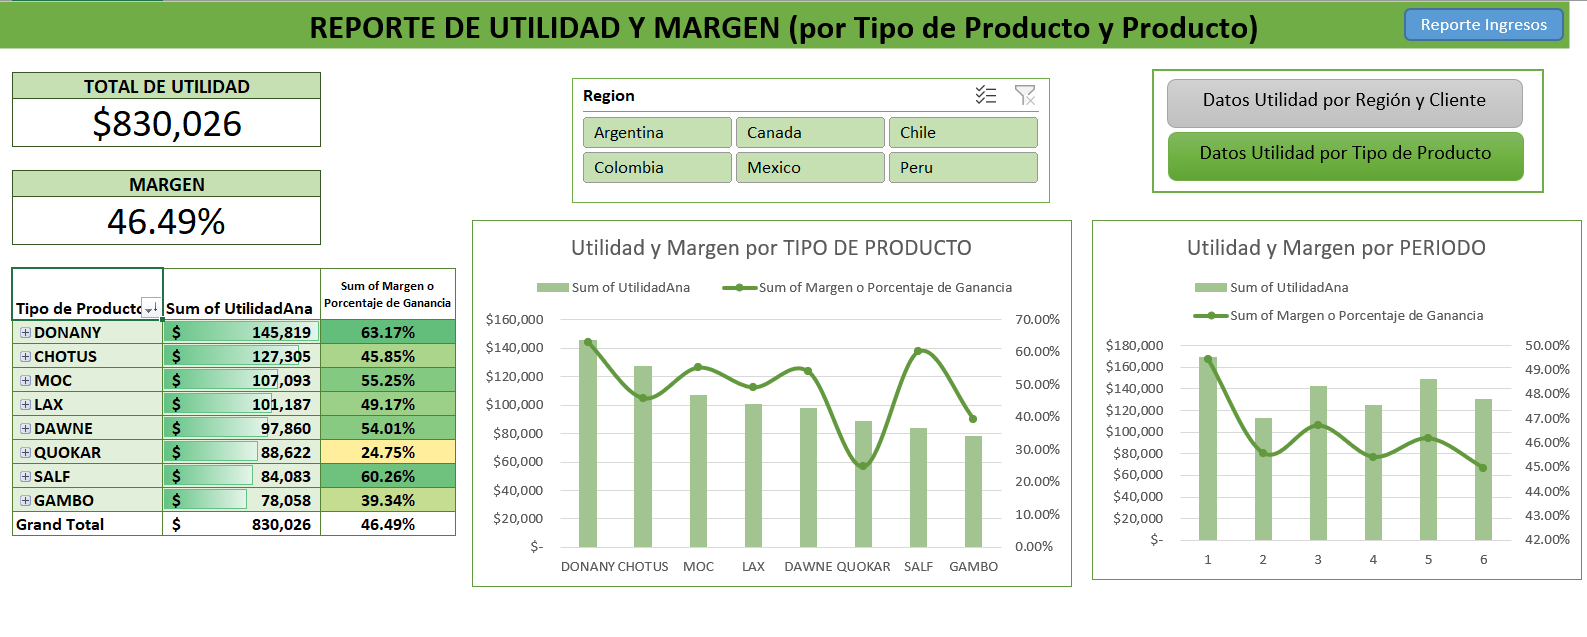 REPORTE DE UTILIDAD Y MARGEN (por Tipo de Producto y Producto)
Reporte Ingresos
TOTAL DE UTILIDAD
$830,026
MARGEN
46.49%
Region
Argentina
Canada
Chile
Colombia
Mexico
Peru
Datos Utilidad por Región y Cliente
Datos Utilidad por Tipo de Producto
Tipo de Producto Sum of UtilidadAna Sum of Margen o
Porcentaje de Ganancia
DONANY $ 145,819 63.17%
CHOTUS $ 127,305 45.85%
MOC $ 107,093 55.25%
LAX $ 101,187 49.17%
DAWNE $ 97,860 54.01%
QUOKAR $ 88,622 24.75%
SALF $ 84,083 60.26%
GAMBO $ 78,058 39.34%
Grand Total $ 830,026 46.49%
Utilidad y Margen por TIPO DE PRODUCTO
Sum of UtilidadAna
Sum of Margen o Porcentaje de Ganancia
$160,000
$140,000
$120,000
$100,000
$80,000
$60,000
$40,000
$20,000
$-
70.00%
60.00%
50.00%
40.00%
30.00%
20.00%
10.00%
0.00%
DONANY CHOTUS MOC LAX DAWNE QUOKAR SALF GAMBO
Utilidad y Margen por PERIODO
Sum of UtilidadAna
Sum of Margen o Porcentaje de Ganancia
$180,000
$160,000
$140,000
$120,000
$100,000
$80,000
$60,000
$40,000
$20,000
$-
50.00%
49.00%
48.00%
47.00%
46.00%
45.00%
44.00%
43.00%
42.00%
1 2 3 4 5 6